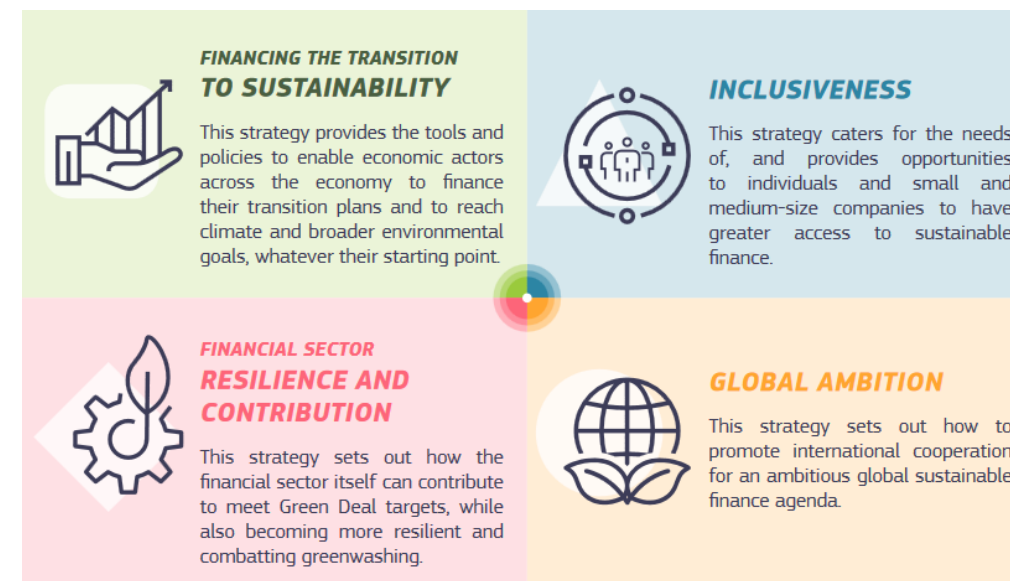 FINANCING THE TRANSITION
TO SUSTAINABILITY
This strategy provides the tools and
policies to enable economic actors
across the economy to finance
their transition plans and to reach
climate and broader environmental
goals, whatever their starting point.
INCLUSIVENESS
This strategy caters for the needs
of, and provides opportunities
to individuals and small and
medium-size companies to have
greater access to sustainable
finance.
FINANCIAL SECTOR
RESILIENCE AND
CONTRIBUTION
This strategy sets out how the
financial sector itself can contribute
to meet Green Deal targets, while
also becoming more resilient and
combatting greenwashing.
GLOBAL AMBITION
This strategy sets out how to
promote international cooperation
for an ambitious global sustainable
finance agenda.